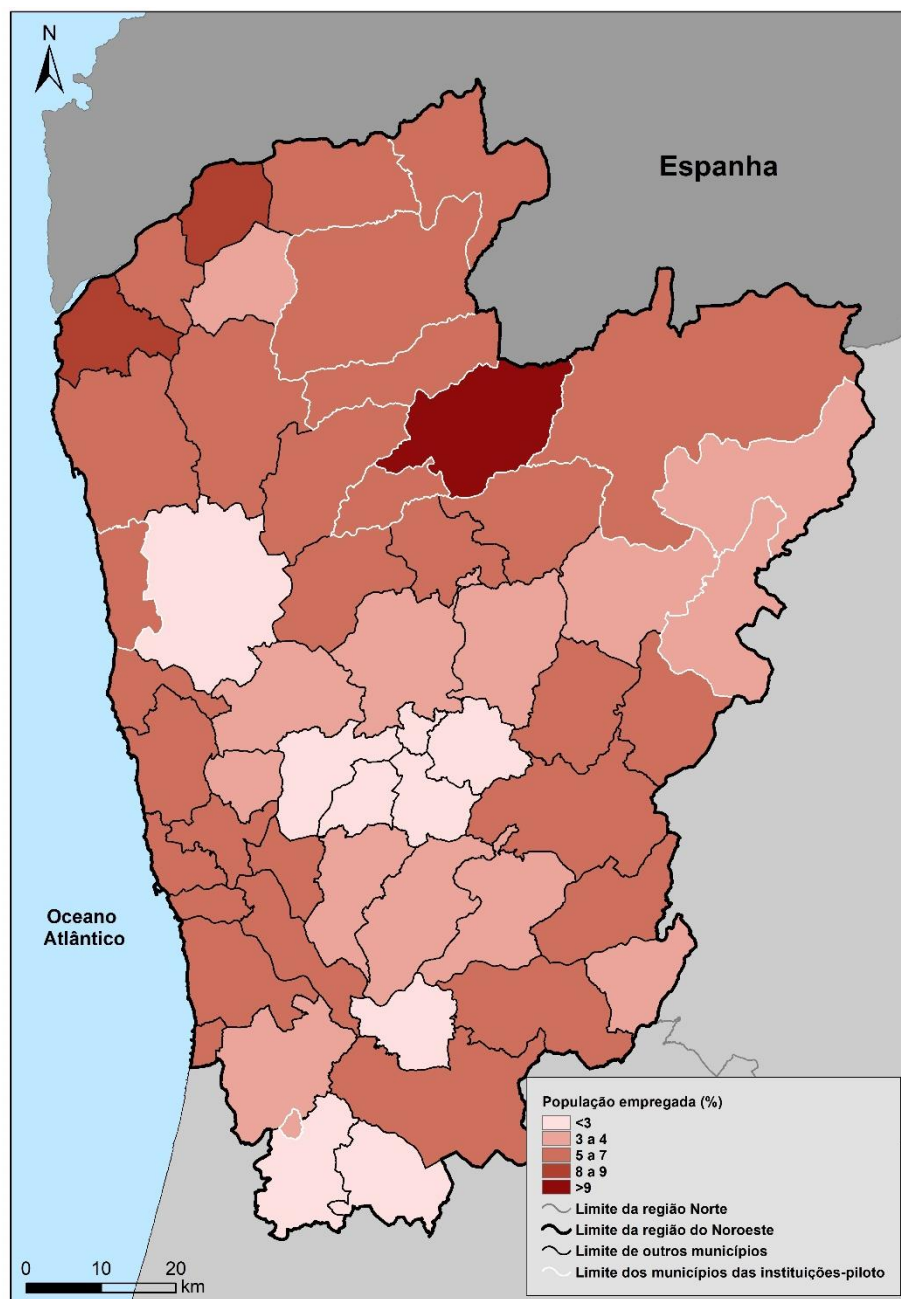 N
Espanha
Oceano
Atlântico
População empregada (%)
<3
3 a 4
5 a 7
8 a 9
>9
Limite da região Norte
Limite da região do Noroeste
Limite de outros municípios
Limite dos municípios das instituições-piloto
0 10 20
km